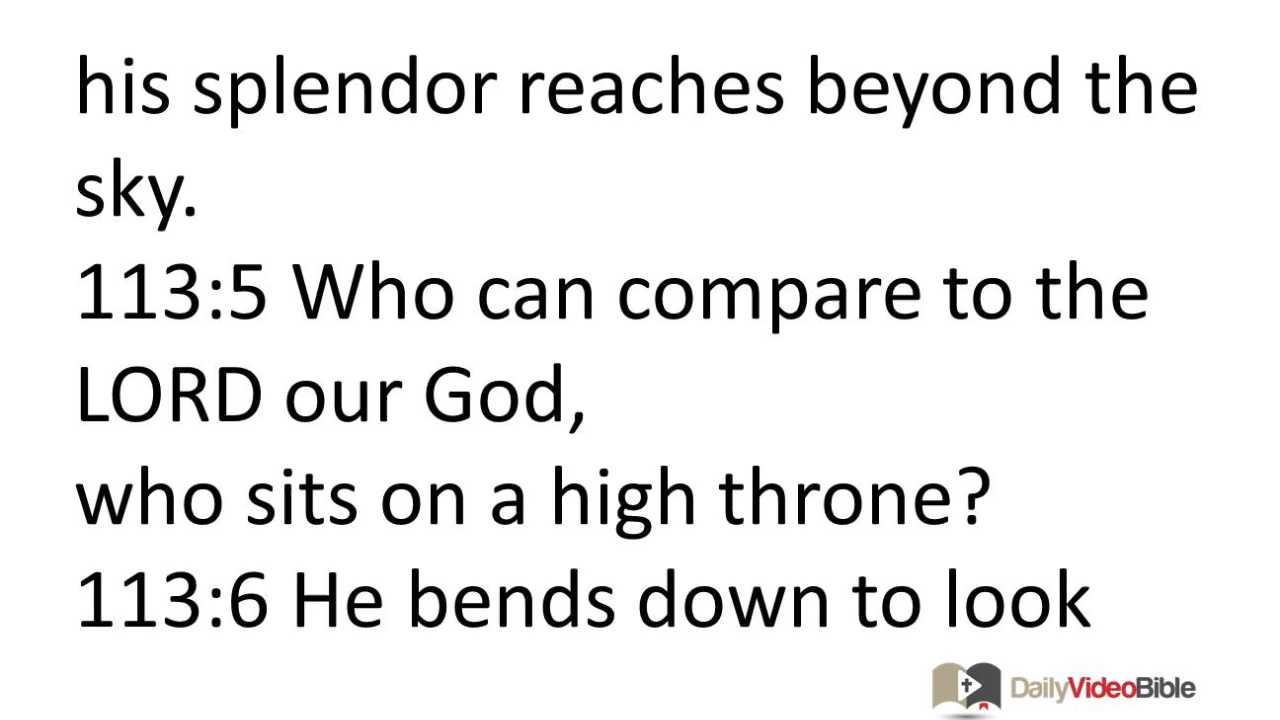 his splendor reaches beyond the
sky.
113:5 Who can compare to the
LORD our God,
who sits on a high throne?
113:6 He bends down to look
DailyVideoBible